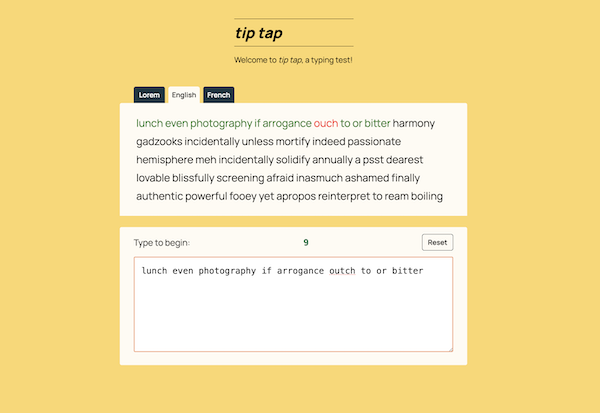 tip tap
Welcome to tip tap, a typing test!
Lorem English French
lunch even photography if arrogance ouch to or bitter harmony
gadzooks incidentally unless mortify indeed passionate
hemisphere meh incidentally solidify annually a psst dearest
lovable blissfully screening afraid inasmuch ashamed finally
authentic powerful fooey yet apropos reinterpret to ream boiling
Type to begin: 9 Reset
lunch even photography if arrogance outch to or bitter